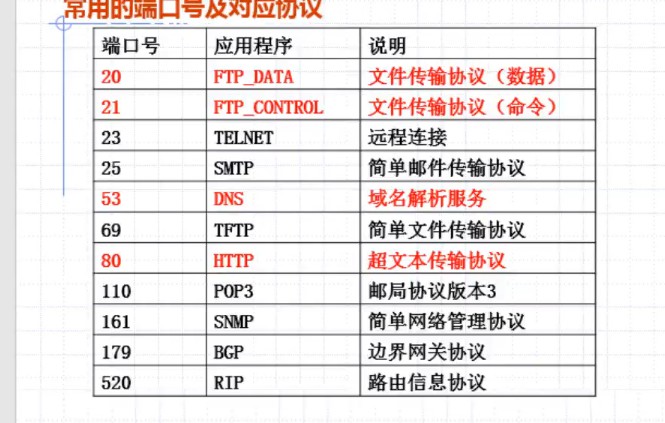 常用的端口号及对应协议
端口号 应用程序 说明
20 FTP_DATA 文件传输协议（数据）
21 FTP_CONTROL 文件传输协议（命令）
23 TELNET 远程连接
25 SMTP 简单邮件传输协议
53 DNS 域名解析服务
69 TFTP 简单文件传输协议
80 HTTP 超文本传输协议
110 POP3 邮局协议版本3
161 SNMP 简单网络管理协议
179 BGP 边界网关协议
520 RIP 路由信息协议